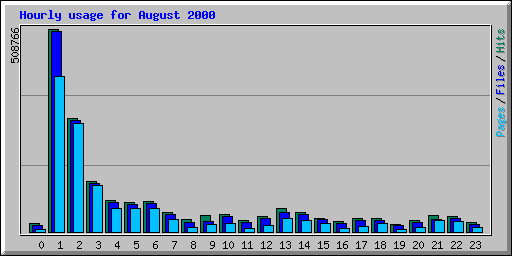 Hourly usage for August 2000
508766
Pages/Files/Hits
0 1 2 3 4 5 6 7 8 9 10 11 12 13 14 15 16 17 18 19 20 21 22 23